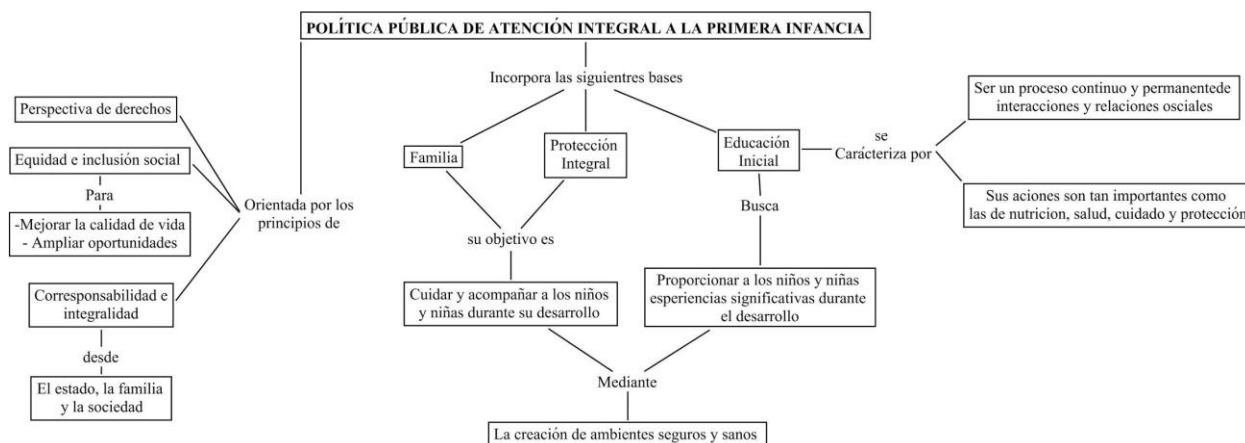 POLÍTICA PÚBLICA DE ATENCIÓN INTEGRAL A LA PRIMERA INFANCIA
Orientada por los
principios de
Perspectiva de derechos
Equidad e inclusión social
Para
-Mejorar la calidad de vida
- Ampliar oportunidades
Corresponsabilidad e
integralidad
desde
El estado, la familia
y la sociedad
Incorpora las siguientres bases
Familia
Protección
Integral
su objetivo es
Cuidar y acompañar a los niños
y niñas durante su desarrollo
Educación
Inicial
Busca
Proporcionar a los niños y niñas
esperiencias significativas durante
el desarrollo
Mediante
La creación de ambientes seguros y sanos
se
Carácteriza por
Ser un proceso continuo y permanentede
interacciones y relaciones osciales
Sus aciones son tan importantes como
las de nutricion, salud, cuidado y protección